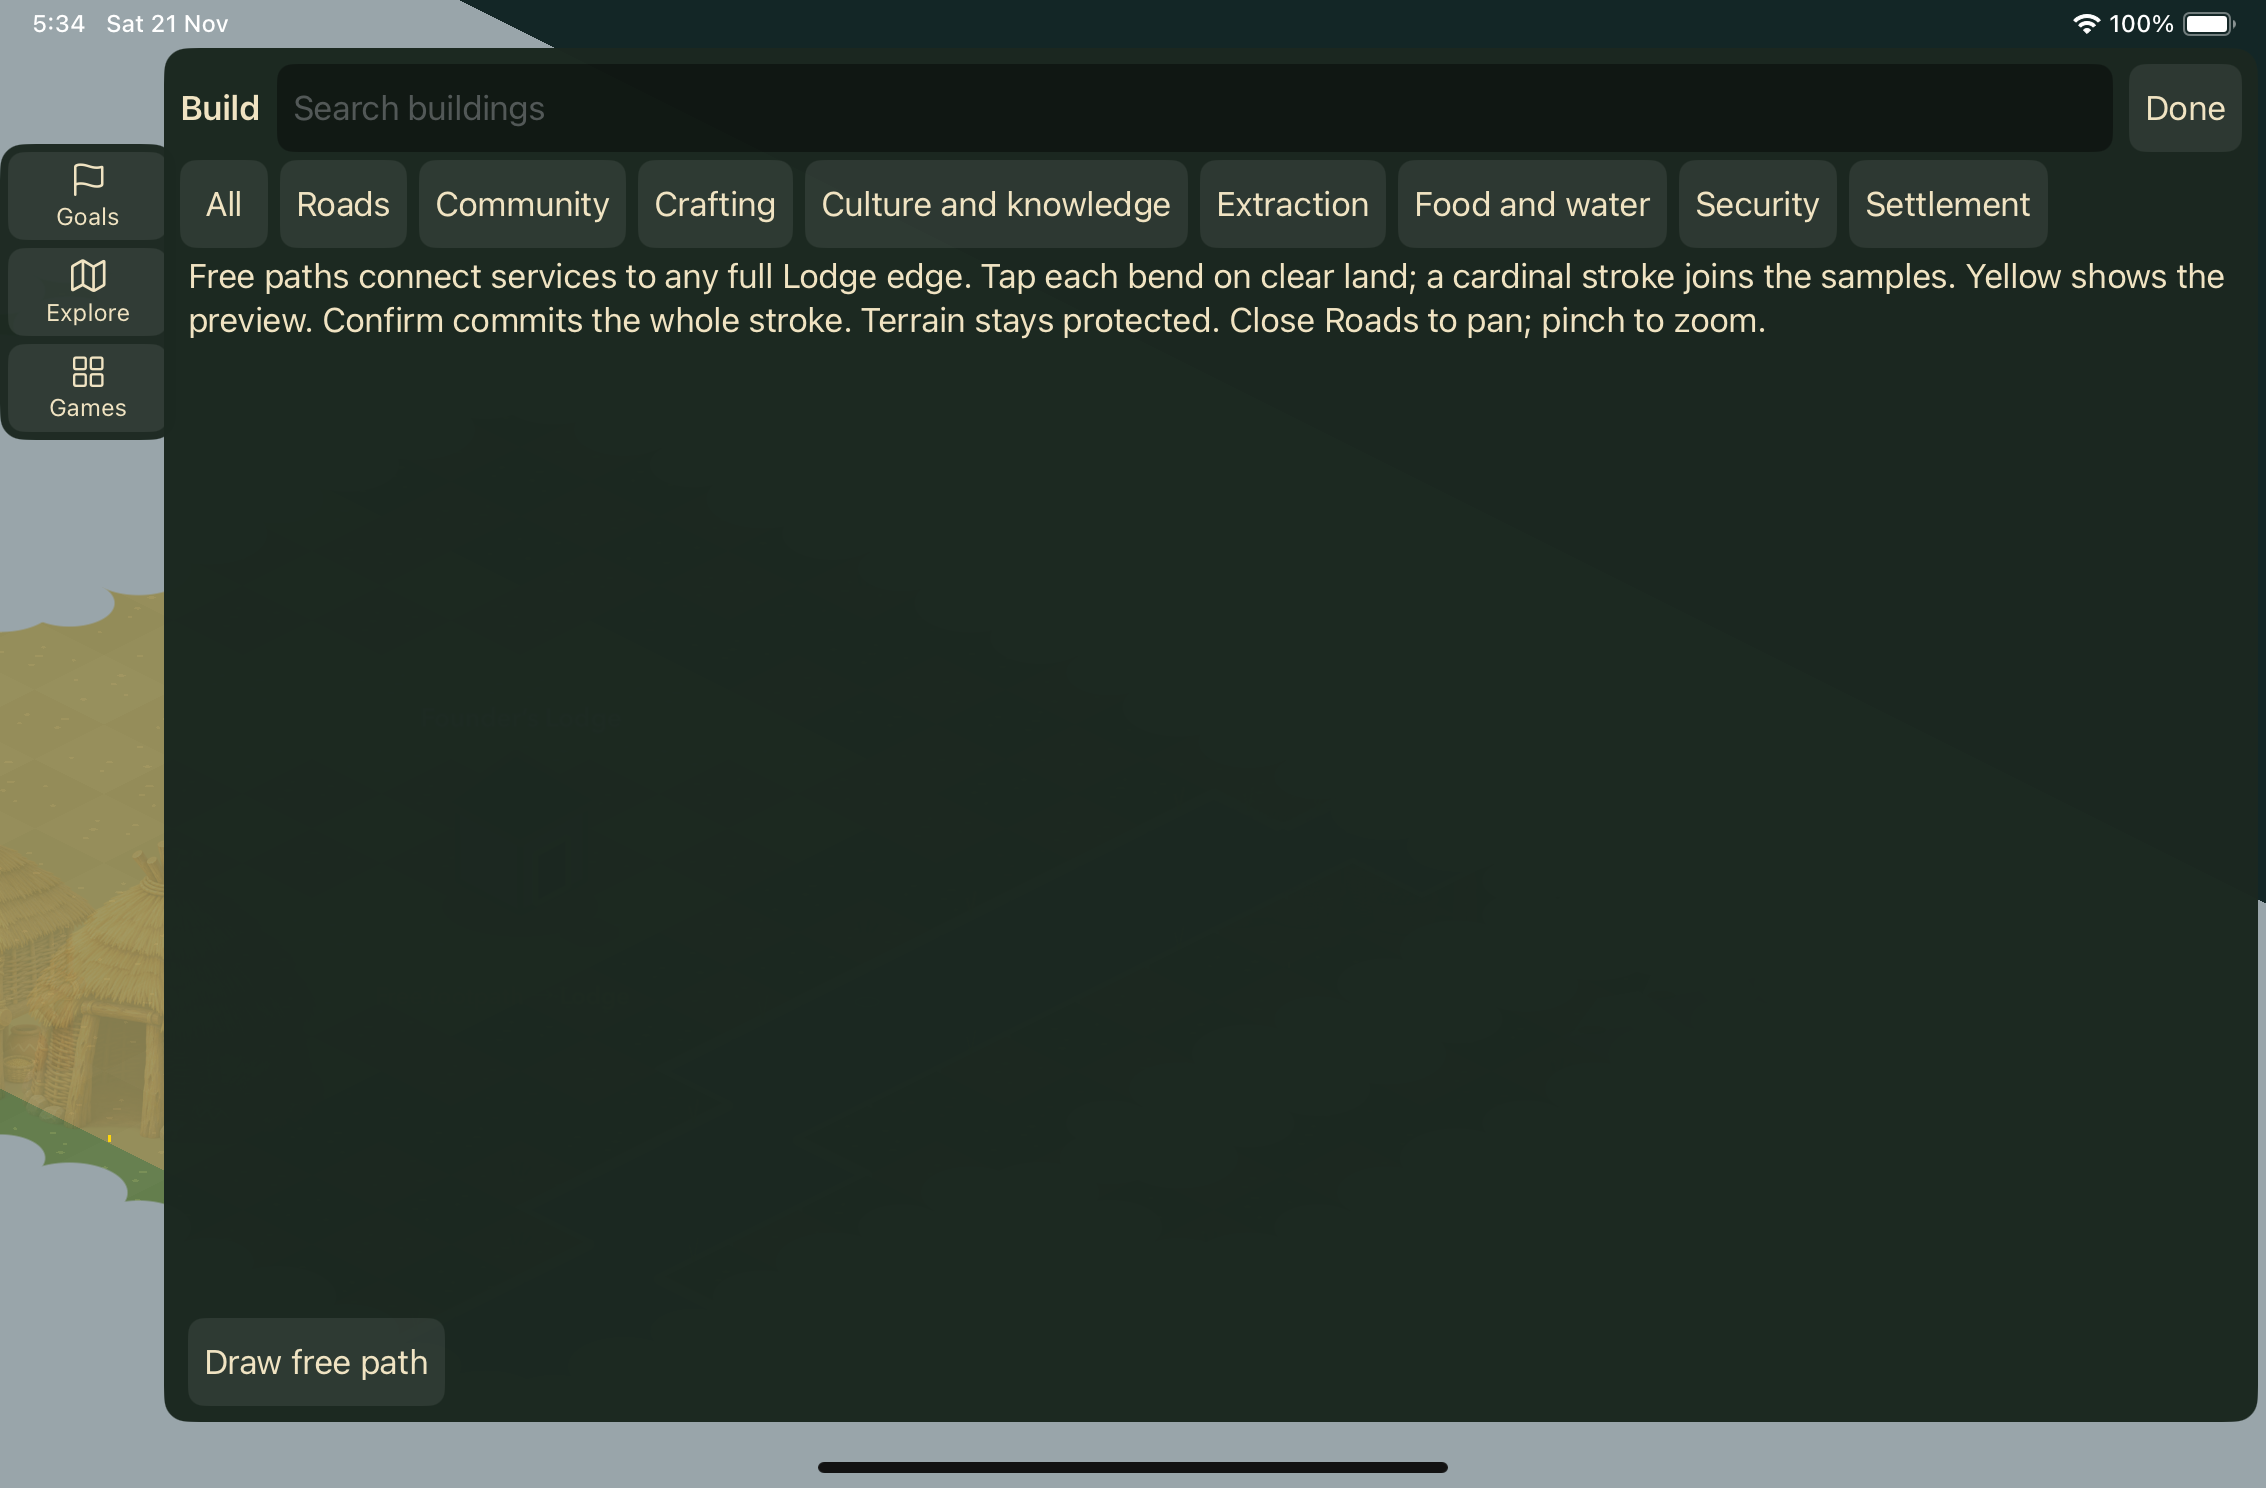 5:34 Sat 21 Nov 100%
Build Search buildings Done
All Roads Community Crafting Culture and knowledge Extraction Food and water Security Settlement
Goals
Explore
Games
Free paths connect services to any full Lodge edge. Tap each bend on clear land; a cardinal stroke joins the samples. Yellow shows the
preview. Confirm commits the whole stroke. Terrain stays protected. Close Roads to pan; pinch to zoom.
Draw free path